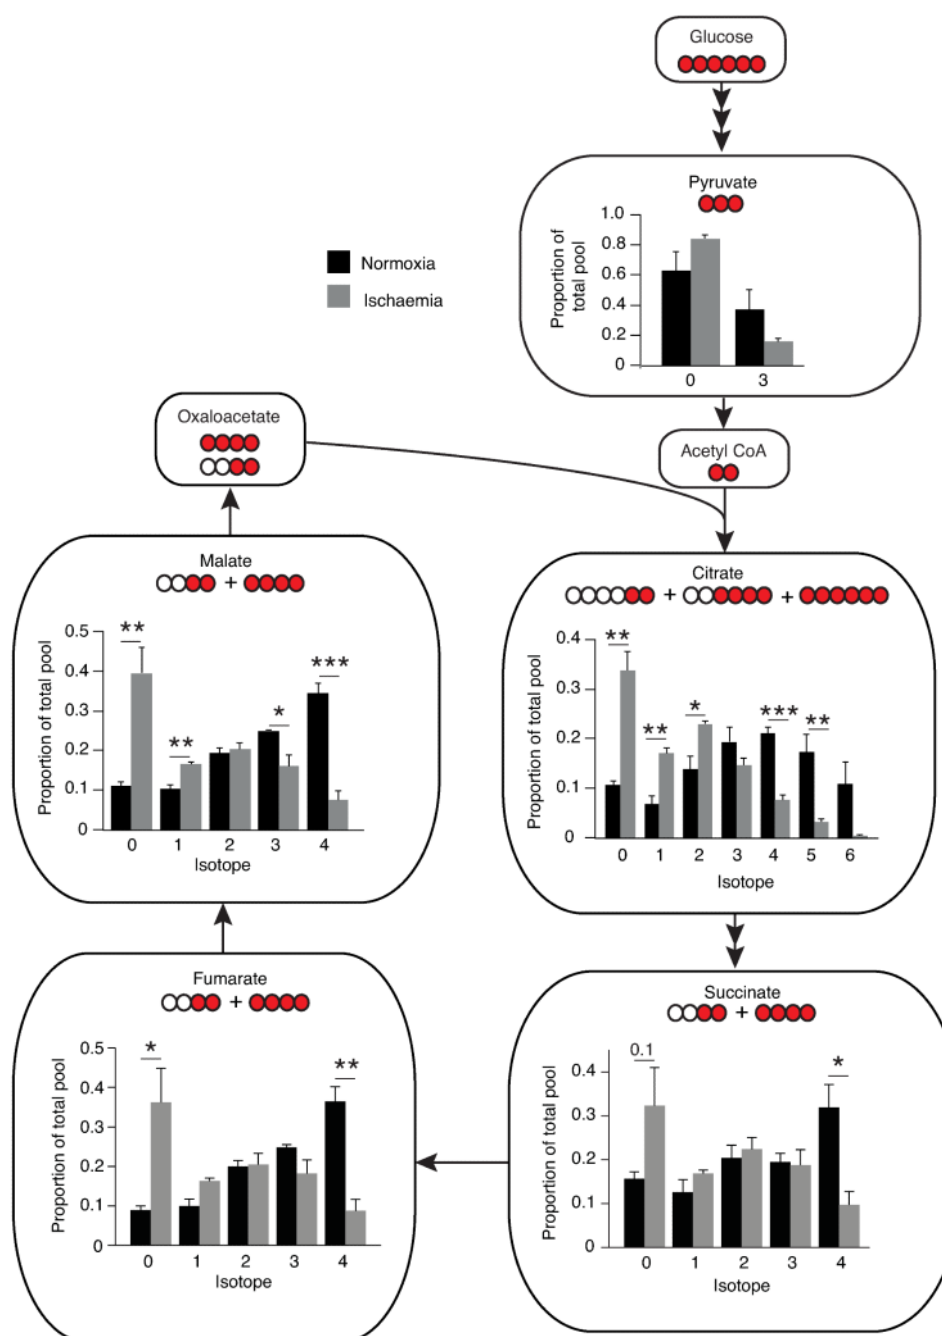 Glucose
Pyruvate
Proportion of
total pool
1.0
0.8
0.6
0.4
0.2
0
0 3
Normoxia
Ischaemia
Oxaloacetate
Acetyl CoA
Malate
+
Proportion of total pool
0.5
0.4
0.3
0.2
0.1
0
** ** * ***
0 1 2 3 4
Isotope
Citrate
+ +
Proportion of total pool
0.4
0.3
0.2
0.1
0
** ** * *** **
0 1 2 3 4 5 6
Isotope
Fumarate
+
Proportion of total pool
0.5
0.4
0.3
0.2
0.1
0
* **
0 1 2 3 4
Isotope
Succinate
+
Proportion of total pool
0.4
0.3
0.2
0.1
0
0.1 *
0 1 2 3 4
Isotope